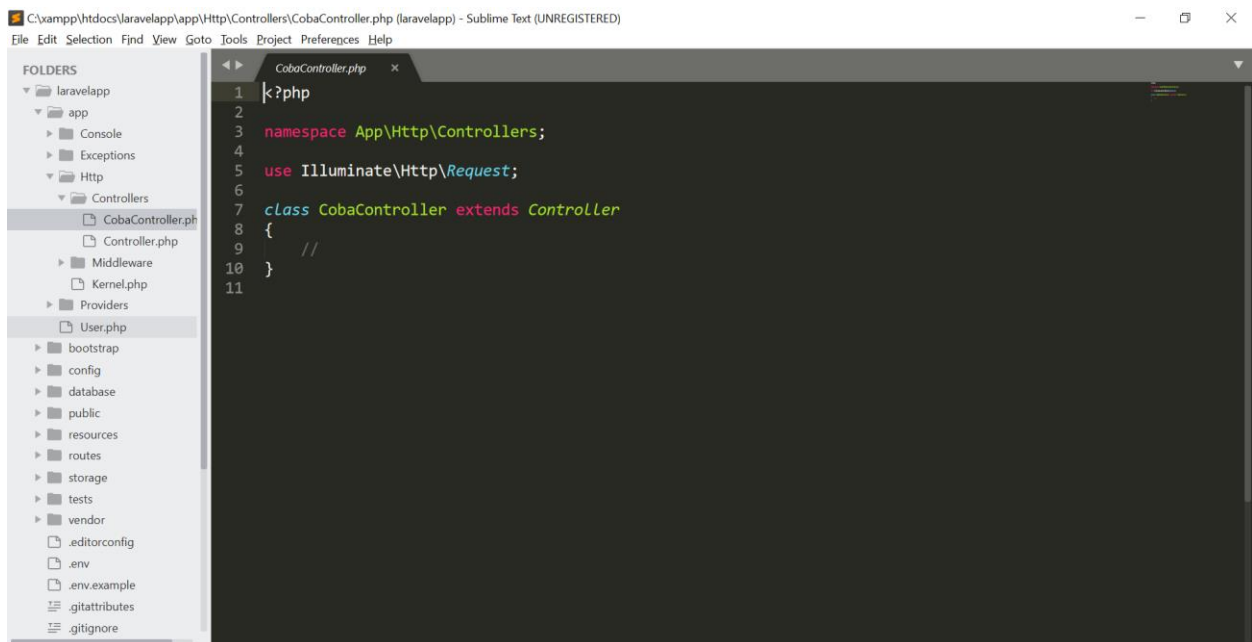 C:\xampp\htdocs\laravelapp\app\Http\Controllers\CobaController.php (laravelapp) - Sublime Text (UNREGISTERED)
File Edit Selection Find View Goto Tools Project Preferences Help
FOLDERS
laravelapp
app
Console
Exceptions
Http
Controllers
CobaController.ph
Controller.php
Middleware
Kernel.php
Providers
User.php
bootstrap
config
database
public
resources
routes
storage
tests
vendor
.editorconfig
.env
.env.example
.gitattributes
.gitignore
CobaController.php ×
1 <?php
2
3 namespace App\Http\Controllers;
4
5 use Illuminate\Http\Request;
6
7 class CobaController extends Controller
8 {
9 //
10 }
11